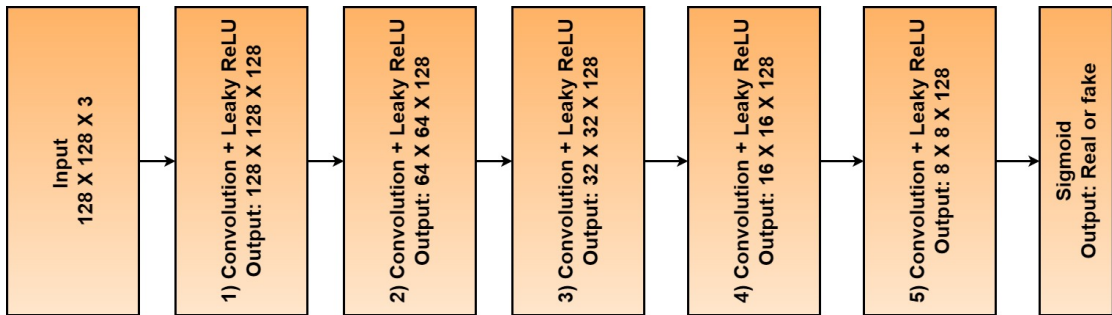 Input
128 X 128 X 3
1) Convolution + Leaky ReLU
Output: 128 X 128 X 128
2) Convolution + Leaky ReLU
Output: 64 X 64 X 128
3) Convolution + Leaky ReLU
Output: 32 X 32 X 128
4) Convolution + Leaky ReLU
Output: 16 X 16 X 128
5) Convolution + Leaky ReLU
Output: 8 X 8 X 128
Sigmoid
Output: Real or fake